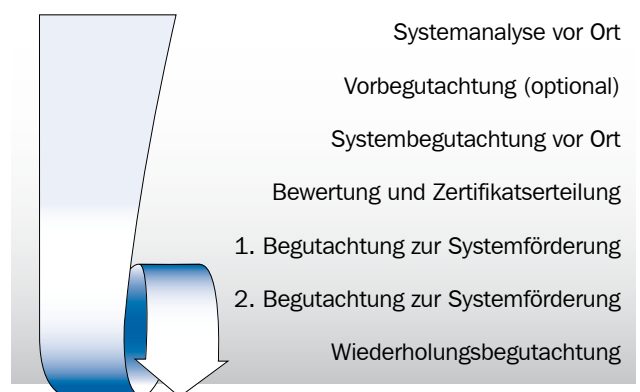 Systemanalyse vor Ort
Vorbegutachtung (optional)
Systembegutachtung vor Ort
Bewertung und Zertifikatserteilung
1. Begutachtung zur Systemförderung
2. Begutachtung zur Systemförderung
Wiederholungsbegutachtung